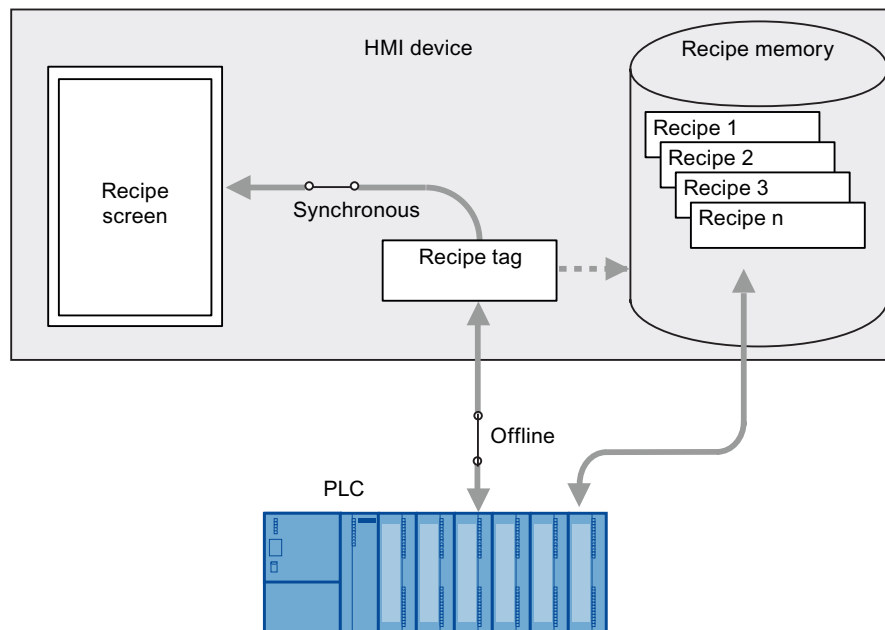 HMI device
Recipe memory
Recipe 1
Recipe 2
Recipe 3
Recipe n
Recipe
screen
Synchronous
Recipe tag
Offline
PLC